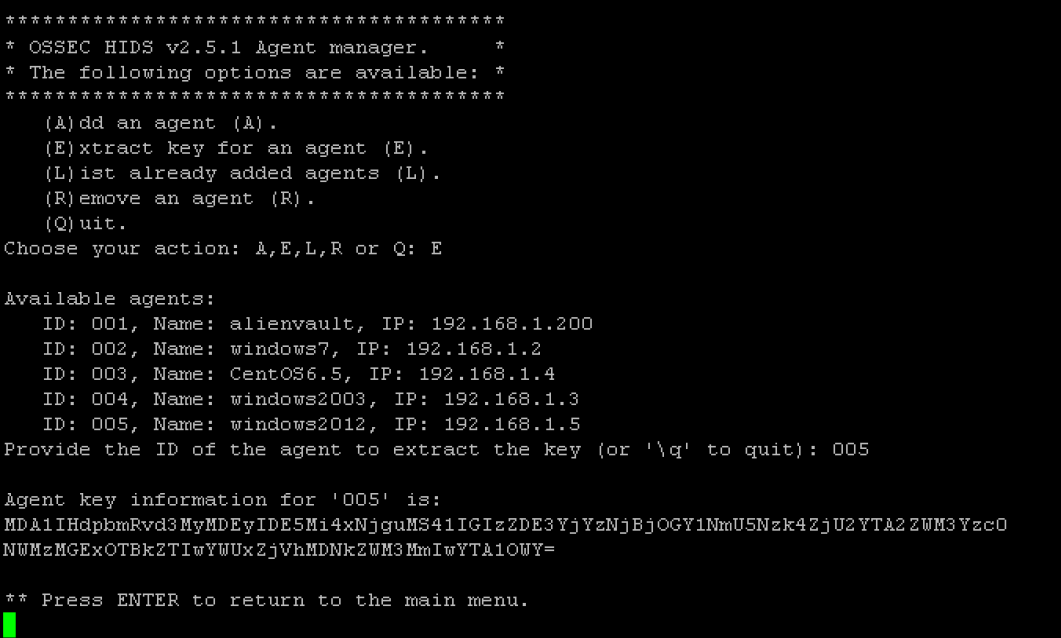 ****************************************
* OSSEC HIDS v2.5.1 Agent manager.     *
* The following options are available: *
****************************************
   (A)dd an agent (A).
   (E)xtract key for an agent (E).
   (L)ist already added agents (L).
   (R)emove an agent (R).
   (Q)uit.
Choose your action: A,E,L,R or Q: E
Available agents:
   ID: 001, Name: alienvault, IP: 192.168.1.200
   ID: 002, Name: windows7, IP: 192.168.1.2
   ID: 003, Name: CentOS6.5, IP: 192.168.1.4
   ID: 004, Name: windows2003, IP: 192.168.1.3
   ID: 005, Name: windows2012, IP: 192.168.1.5
Provide the ID of the agent to extract the key (or '\q' to quit): 005
Agent key information for '005' is:
MDA1IHdpbmRvd3MyMDEyIDE5Mi4xNjguMS41IGIzZDE3YjYzNjBjOGY1NmU5Nzk4ZjU2YTA2ZWM3Yzc0
NWMzMGExOTBkZTIwYWUxZjVhMDNkZWM3MmIwYTA1OWY=
** Press ENTER to return to the main menu.